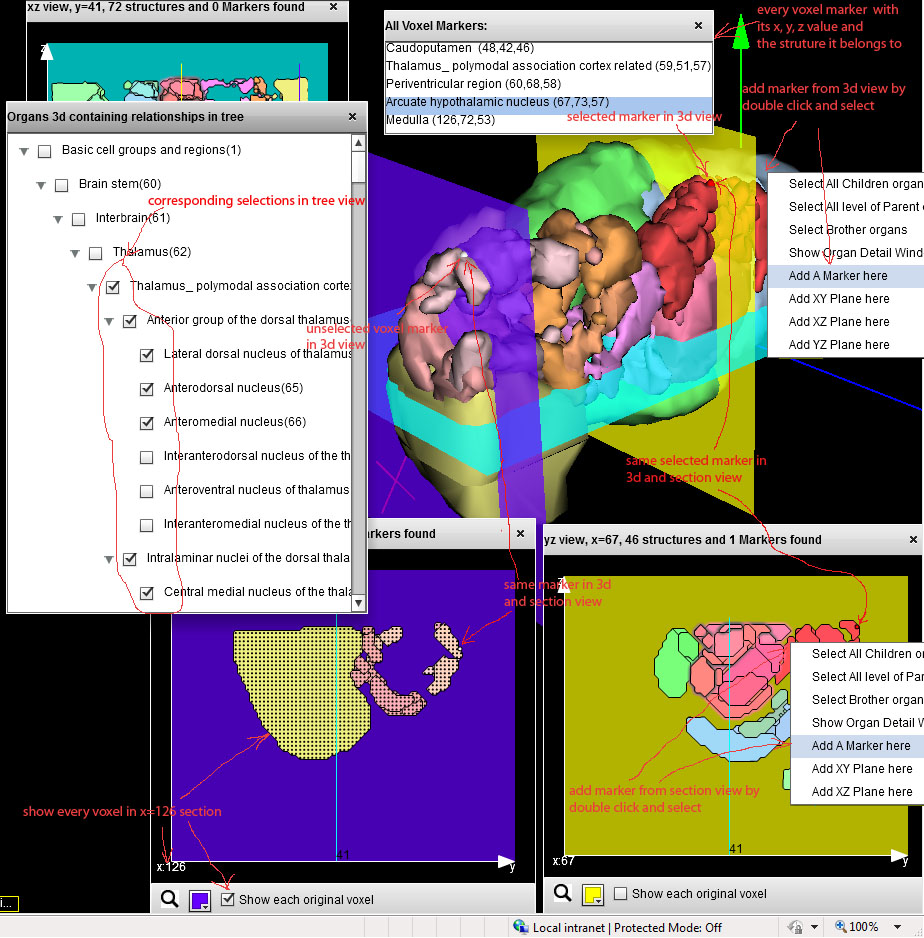 xz view, y=41, 72 structures and 0 Markers found
z
All Voxel Markers:
Caudoputamen (48,42,46)
Thalamus_ polymodal association cortex related (59,51,57)
Periventricular region (60,68,58)
Arcuate hypothalamic nucleus (67,73,57)
Medulla (126,72,53)
every voxel marker with
its x, y, z value and
the struture it belongs to
add marker from 3d view by
double click and select
selected marker in 3d view
Organs 3d containing relationships in tree
Basic cell groups and regions(1)
Brain stem(60)
corresponding selections in tree view
Interbrain(61)
Thalamus(62)
Thalamus_ polymodal association corte
Anterior group of the dorsal thalamus
Lateral dorsal nucleus of thalamus
Anterodorsal nucleus(65)
Anteromedial nucleus(66)
Interanterodorsal nucleus of the th
Anteroventral nucleus of thalamus
Interanteromedial nucleus of the th
Intralaminar nuclei of the dorsal thala
Central medial nucleus of the thala
unselected voxel marker
in 3d view
Select All Children organ
Select All level of Parent
Select Brother organs
Show Organ Detail Wind
Add A Marker here
Add XY Plane here
Add XZ Plane here
Add YZ Plane here
same selected marker in
3d and section view
arkers found
same marker in 3d
and section view
show every voxel in x=126 section
x:126
41
y
Show each original voxel
yz view, x=67, 46 structures and 1 Markers found
z
Select All Children or
Select All level of Par
Select Brother organ
Show Organ Detail W
Add A Marker here
Add XY Plane here
Add XZ Plane here
add marker from section view by
double click and select
x:67
41
y
Show each original voxel
i...
Local intranet | Protected Mode: Off
100%